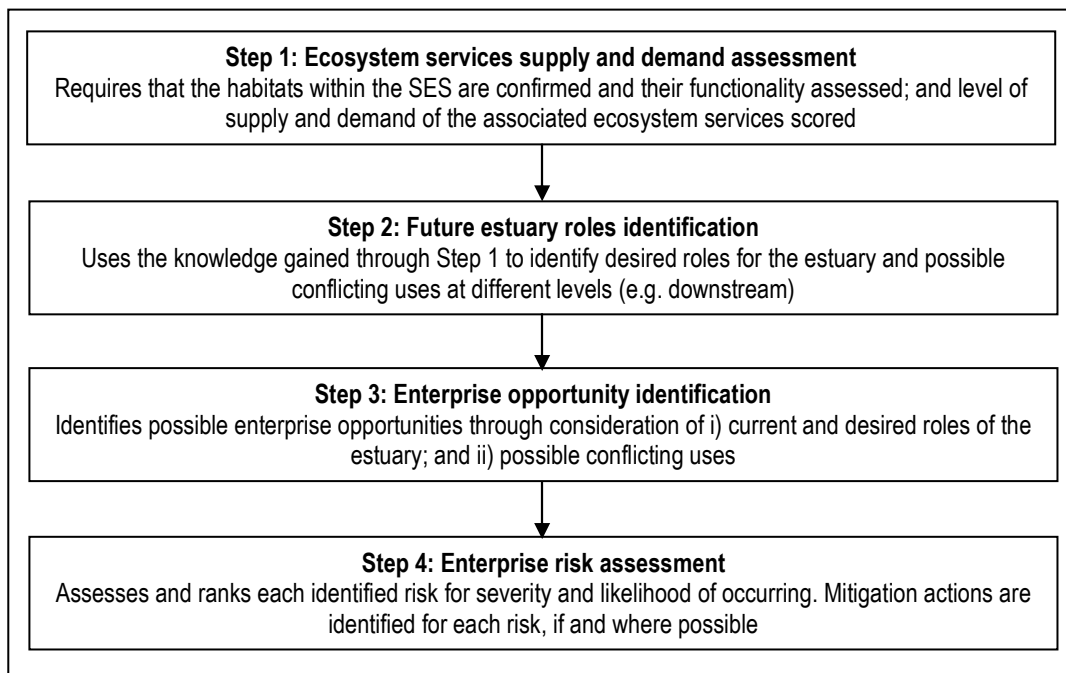 Step 1: Ecosystem services supply and demand assessment
Requires that the habitats within the SES are confirmed and their functionality assessed; and level of
supply and demand of the associated ecosystem services scored
Step 2: Future estuary roles identification
Uses the knowledge gained through Step 1 to identify desired roles for the estuary and possible
conflicting uses at different levels (e.g. downstream)
Step 3: Enterprise opportunity identification
Identifies possible enterprise opportunities through consideration of i) current and desired roles of the
estuary; and ii) possible conflicting uses
Step 4: Enterprise risk assessment
Assesses and ranks each identified risk for severity and likelihood of occurring. Mitigation actions are
identified for each risk, if and where possible